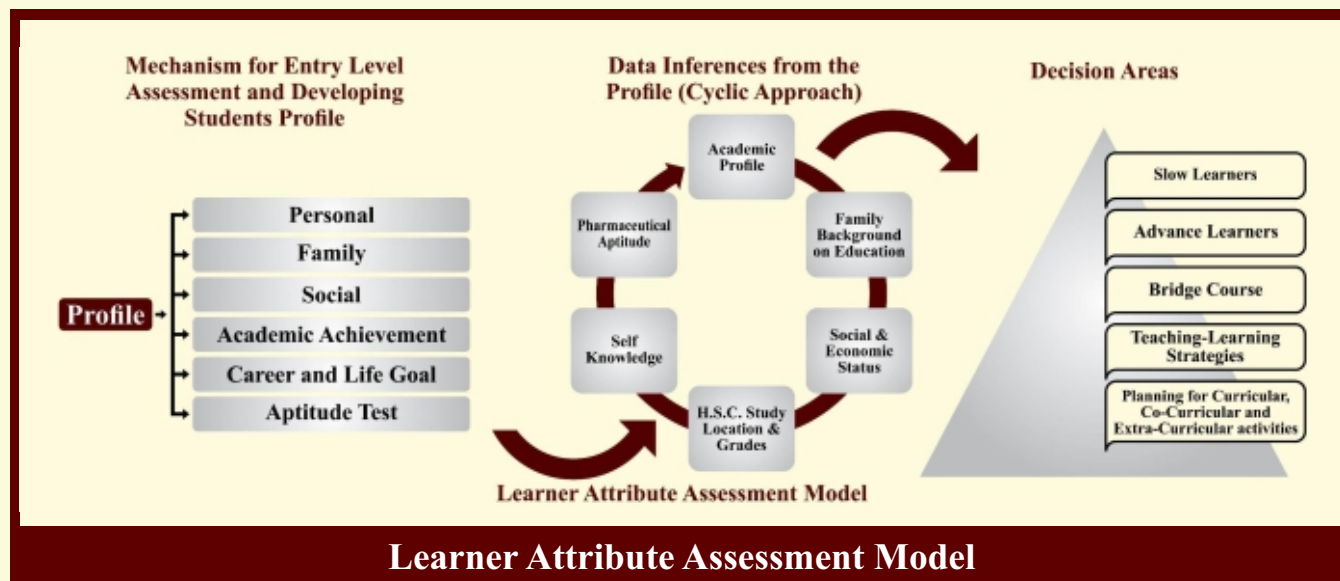 Mechanism for Entry Level
Assessment and Developing
Students Profile
Profile
Personal
Family
Social
Academic Achievement
Career and Life Goal
Aptitude Test
Data Inferences from the
Profile (Cyclic Approach)
Academic
Profile
Family
Background
on Education
Social &
Economic
Status
H.S.C. Study
Location &
Grades
Self
Knowledge
Pharmaceutical
Aptitude
Learner Attribute Assessment Model
Decision Areas
Slow Learners
Advance Learners
Bridge Course
Teaching-Learning
Strategies
Planning for Curricular,
Co-Curricular and
Extra-Curricular activities
Learner Attribute Assessment Model